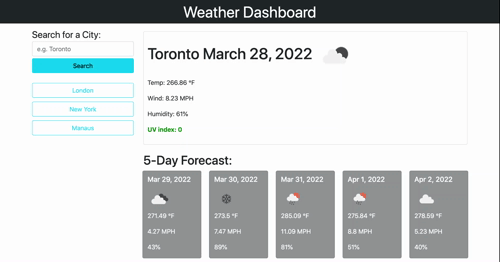 Weather Dashboard
Search for a City:
e.g. Toronto
Search
London
New York
Manaus
Toronto March 28, 2022
Temp: 266.86 °F
Wind: 8.23 MPH
Humidity: 61%
UV index: 0
5-Day Forecast:
Mar 29, 2022
271.49 °F
4.27 MPH
43%
Mar 30, 2022
273.5 °F
7.47 MPH
89%
Mar 31, 2022
285.09 °F
11.09 MPH
81%
Apr 1, 2022
275.84 °F
8.8 MPH
51%
Apr 2, 2022
278.59 °F
5.23 MPH
40%